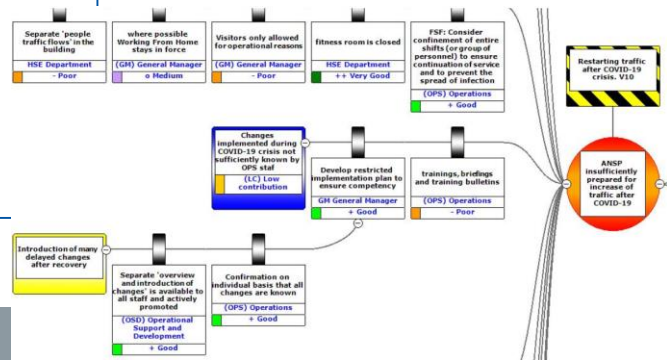 Separate 'people
traffic flows' in the
building
HSE Department
- Poor
where possible
Working From Home
stays in force
(GM) General Manager
o Medium
Visitors only allowed
for operational reasons
(GM) General Manager
- Poor
fitness room is closed
HSE Department
++ Very Good
FSF: Consider
confinement of entire
shifts (or group of
personnel) to ensure
continuation of service
and to prevent the
spread of infection
(OPS) Operations
+ Good
Restarting traffic
after COVID-19
crisis. V10
Changes
implemented during
COVID-19 crisis not
sufficiently known by
OPS staf
(LC) Low
contribution
Develop restricted
implementation plan to
ensure competency
GM General Manager
+ Good
trainings, briefings
and training bulletins
(OPS) Operations
- Poor
ANSP
insufficiently
prepared for
increase of
traffic after
COVID-19
Introduction of many
delayed changes
after recovery
Separate 'overview
and introduction of
changes' is available to
all staff and actively
promoted
(OSD) Operational
Support and
Development
+ Good
Confirmation on
individual basis that all
changes are known
(OPS) Operations
+ Good